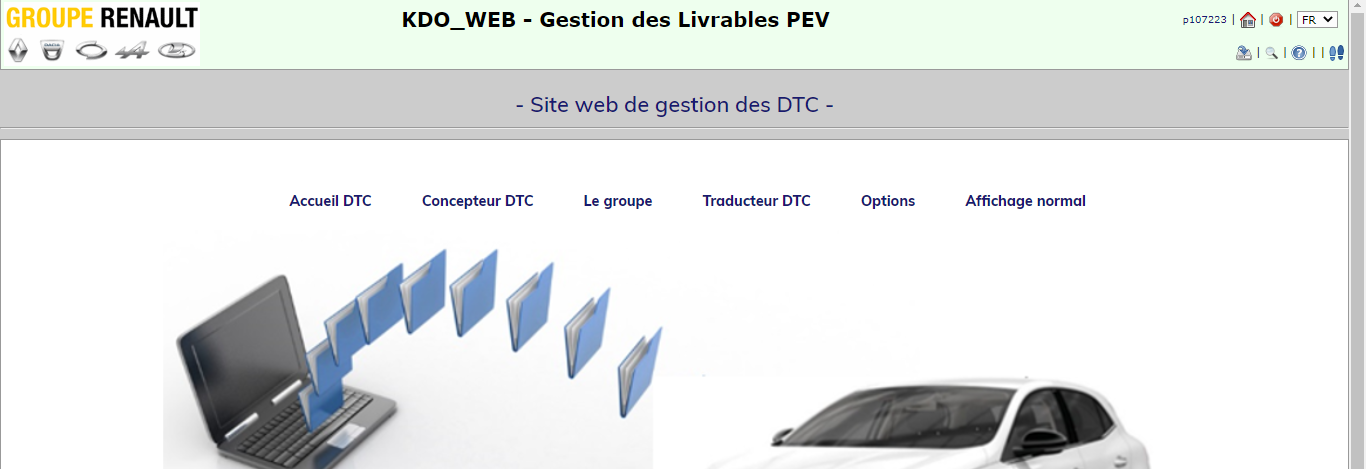 GROUPE RENAULT
KDO_WEB - Gestion des Livrables PEV
p107223 | | | FR
- Site web de gestion des DTC -
Accueil DTC Concepteur DTC Le groupe Traducteur DTC Options Affichage normal